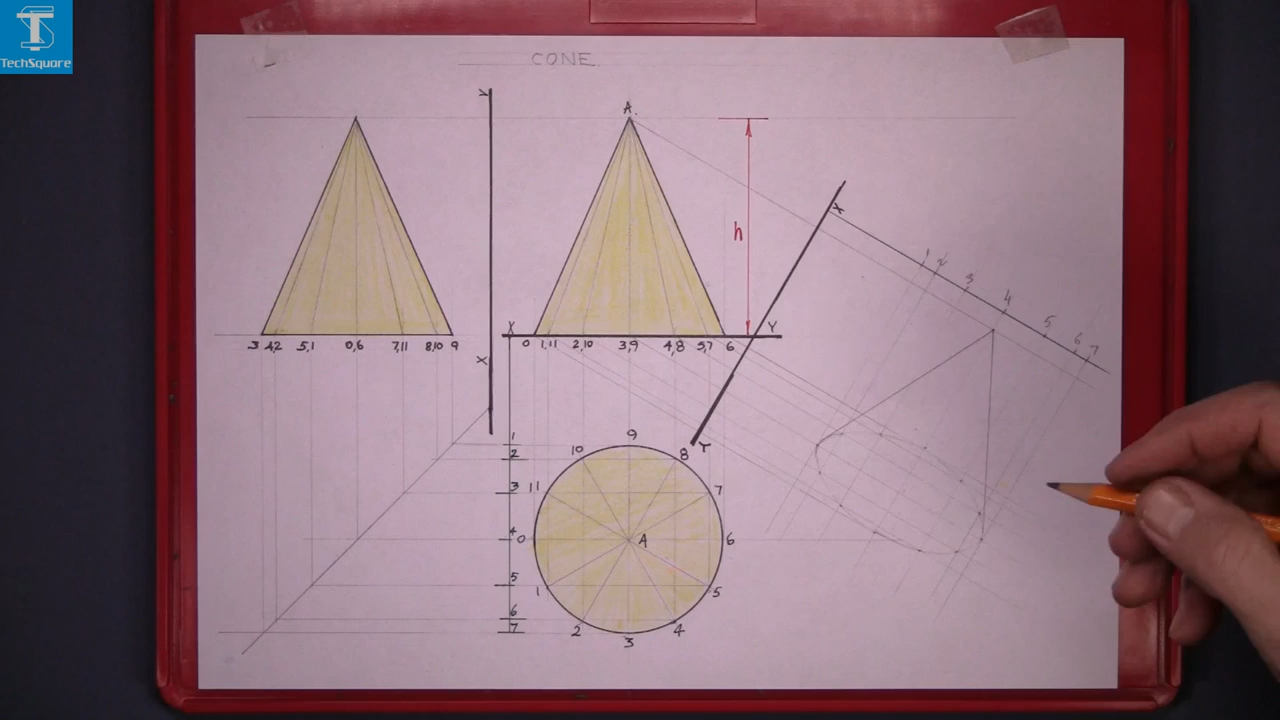 TS
TechSquare
CONE
Y
A
h
X
1 2 3 4 5 6 7
X Y
3 4,2 5,1 0,6 7,11 8,10 9
0 1,11 2,10 3,9 4,8 5,7 6
X
Y
1
2
3
4
5
6
7
9
10 8
11 7
0 A 6
1 5
2 4
3